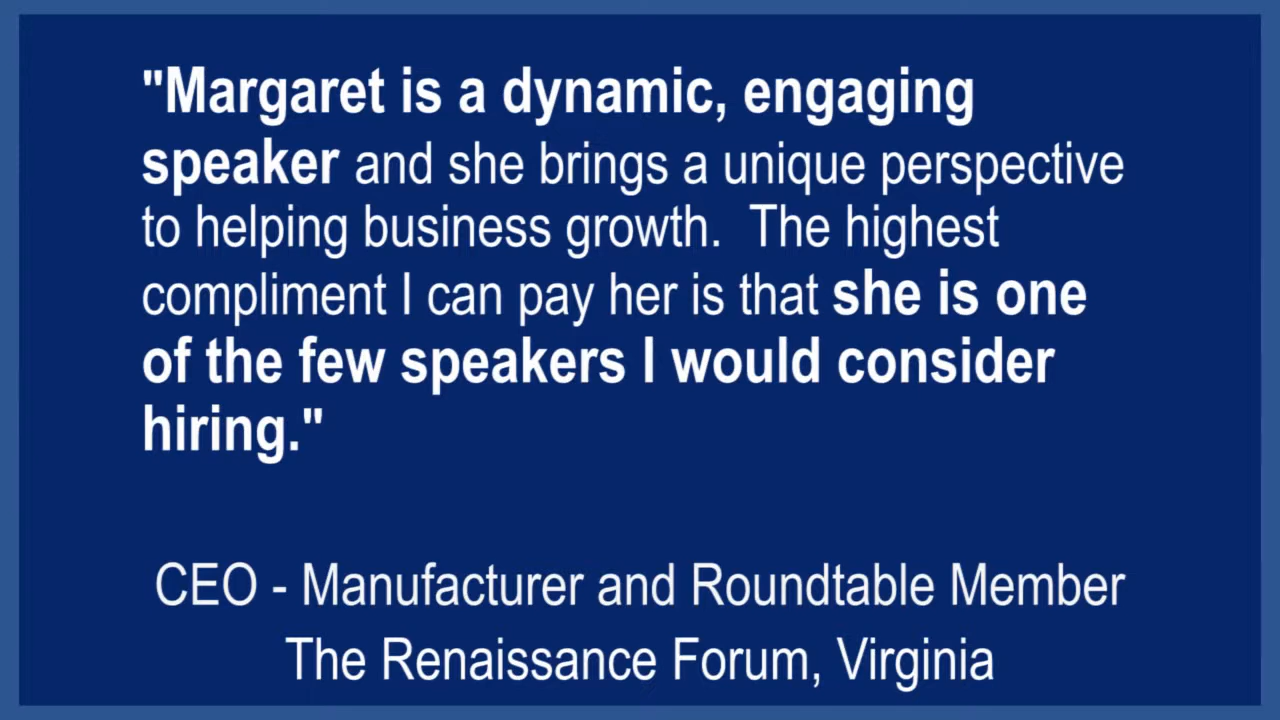 "Margaret is a dynamic, engaging
speaker and she brings a unique perspective
to helping business growth.  The highest
compliment I can pay her is that she is one
of the few speakers I would consider
hiring."
CEO - Manufacturer and Roundtable Member
The Renaissance Forum, Virginia